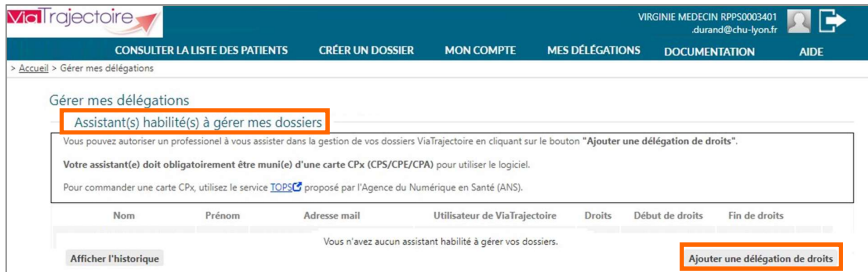 ViaTrajectoire
VIRGINIE MEDECIN RPPS0003401
.durand@chu-lyon.fr
CONSULTER LA LISTE DES PATIENTS CRÉER UN DOSSIER MON COMPTE MES DÉLÉGATIONS DOCUMENTATION AIDE
> Accueil > Gérer mes délégations
Gérer mes délégations
Assistant(s) habilité(s) à gérer mes dossiers
Vous pouvez autoriser un professionel à vous assister dans la gestion de vos dossiers ViaTrajectoire en cliquant sur le bouton "Ajouter une délégation de droits".
Votre assistant(e) doit obligatoirement être muni(e) d'une carte CPx (CPS/CPE/CPA) pour utiliser le logiciel.
Pour commander une carte CPx, utilisez le service TOPS proposé par l'Agence du Numérique en Santé (ANS).
Nom Prénom Adresse mail Utilisateur de ViaTrajectoire Droits Début de droits Fin de droits
Vous n'avez aucun assistant habilité à gérer vos dossiers.
Afficher l'historique Ajouter une délégation de droits